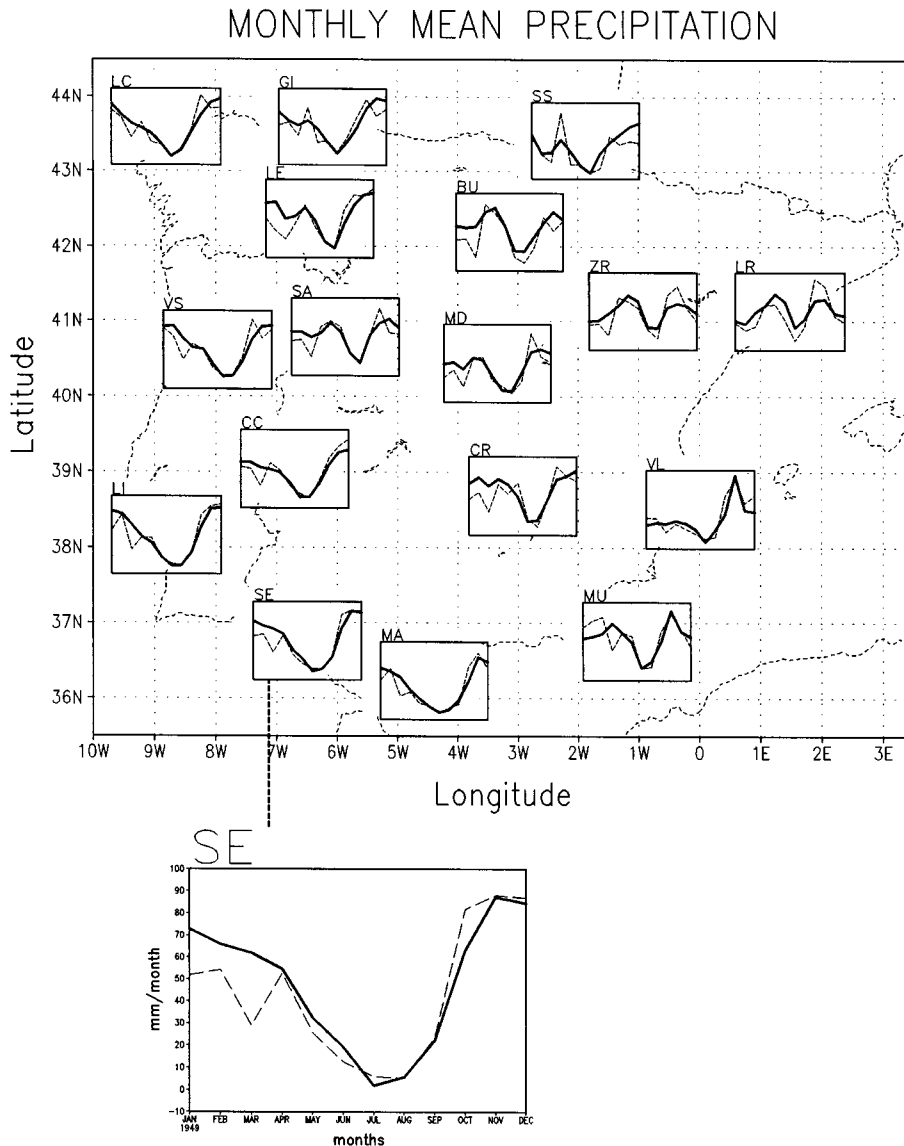 MONTHLY MEAN PRECIPITATION
44N
43N
42N
41N
40N
39N
38N
37N
36N
Latitude
LC
GI
SS
LE
BU
ZR
LR
VS
SA
MD
CC
CR
VL
LI
SE
MA
MU
10W 9W 8W 7W 6W 5W 4W 3W 2W 1W 0 1E 2E 3E
Longitude
SE
100
90
80
70
60
50
40
30
20
10
0
-10
mm/month
JAN FEB MAR APR MAY JUN JUL AUG SEP OCT NOV DEC
1949
months